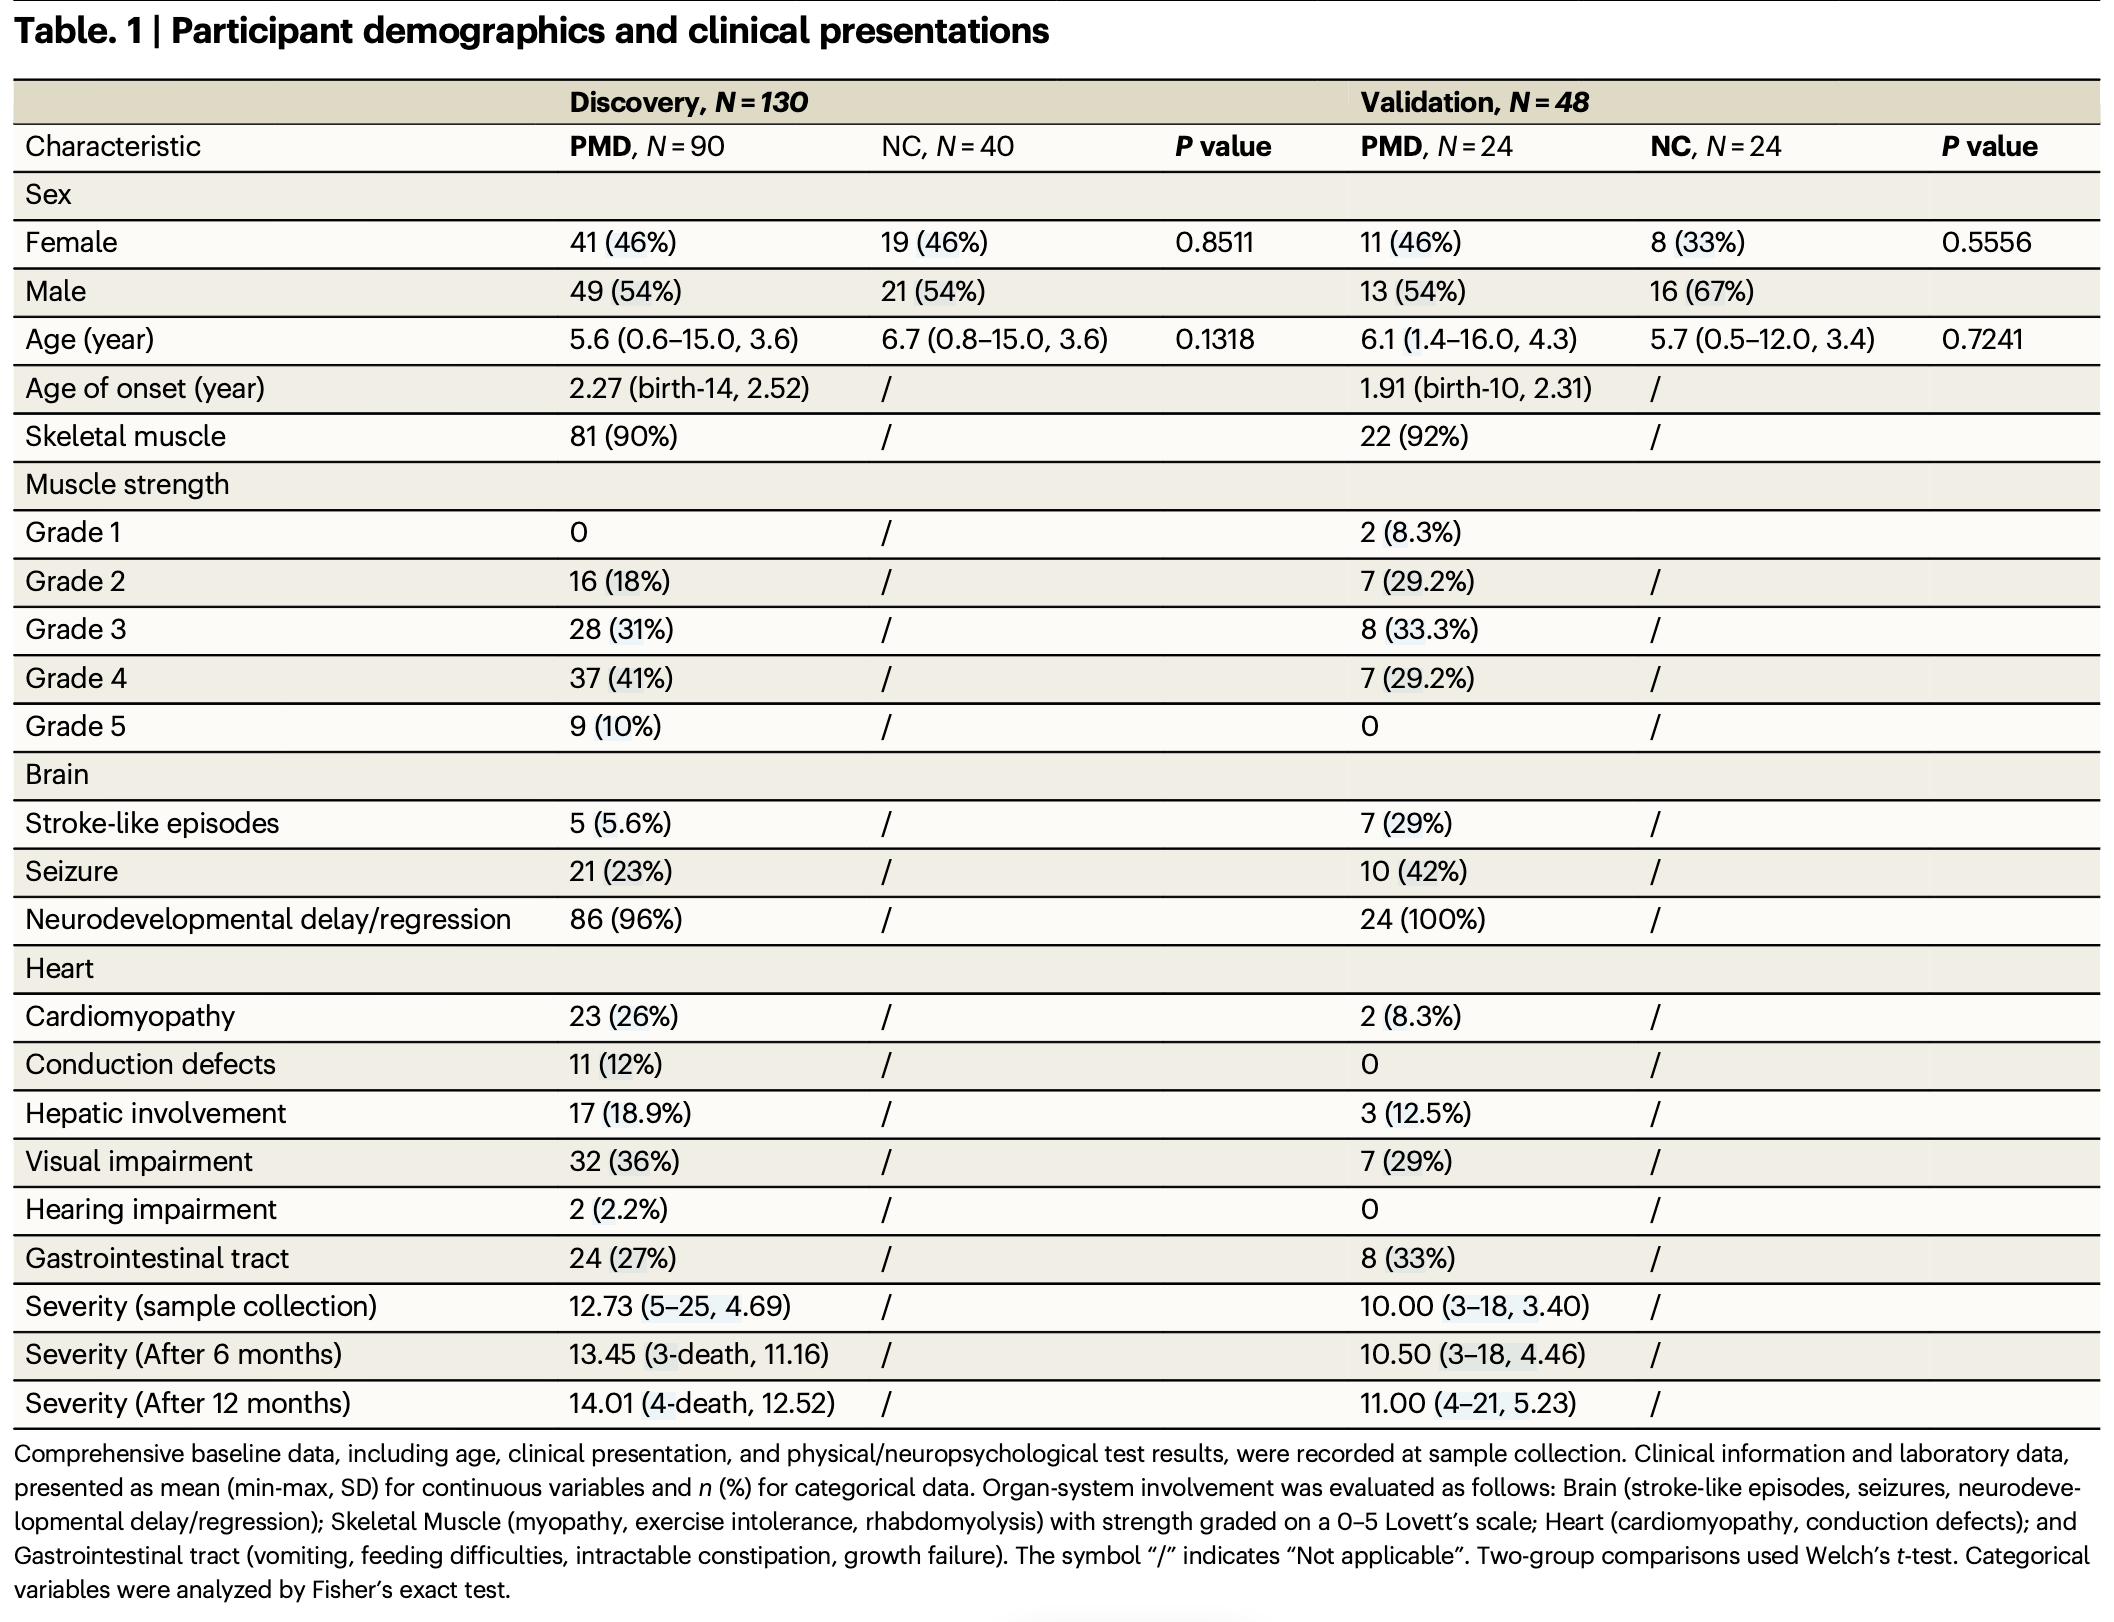 Table. 1 | Participant demographics and clinical presentations
Discovery, N = 130 Validation, N = 48
Characteristic PMD, N = 90 NC, N = 40 P value PMD, N = 24 NC, N = 24 P value
Sex
Female 41 (46%) 19 (46%) 0.8511 11 (46%) 8 (33%) 0.5556
Male 49 (54%) 21 (54%) 13 (54%) 16 (67%)
Age (year) 5.6 (0.6–15.0, 3.6) 6.7 (0.8–15.0, 3.6) 0.1318 6.1 (1.4–16.0, 4.3) 5.7 (0.5–12.0, 3.4) 0.7241
Age of onset (year) 2.27 (birth-14, 2.52) / 1.91 (birth-10, 2.31) /
Skeletal muscle 81 (90%) / 22 (92%) /
Muscle strength
Grade 1 0 / 2 (8.3%)
Grade 2 16 (18%) / 7 (29.2%) /
Grade 3 28 (31%) / 8 (33.3%) /
Grade 4 37 (41%) / 7 (29.2%) /
Grade 5 9 (10%) / 0 /
Brain
Stroke-like episodes 5 (5.6%) / 7 (29%) /
Seizure 21 (23%) / 10 (42%) /
Neurodevelopmental delay/regression 86 (96%) / 24 (100%) /
Heart
Cardiomyopathy 23 (26%) / 2 (8.3%) /
Conduction defects 11 (12%) / 0 /
Hepatic involvement 17 (18.9%) / 3 (12.5%) /
Visual impairment 32 (36%) / 7 (29%) /
Hearing impairment 2 (2.2%) / 0 /
Gastrointestinal tract 24 (27%) / 8 (33%) /
Severity (sample collection) 12.73 (5–25, 4.69) / 10.00 (3–18, 3.40) /
Severity (After 6 months) 13.45 (3-death, 11.16) / 10.50 (3–18, 4.46) /
Severity (After 12 months) 14.01 (4-death, 12.52) / 11.00 (4–21, 5.23) /
Comprehensive baseline data, including age, clinical presentation, and physical/neuropsychological test results, were recorded at sample collection. Clinical information and laboratory data,
presented as mean (min-max, SD) for continuous variables and n (%) for categorical data. Organ-system involvement was evaluated as follows: Brain (stroke-like episodes, seizures, neurodeve-
lopmental delay/regression); Skeletal Muscle (myopathy, exercise intolerance, rhabdomyolysis) with strength graded on a 0–5 Lovett’s scale; Heart (cardiomyopathy, conduction defects); and
Gastrointestinal tract (vomiting, feeding difficulties, intractable constipation, growth failure). The symbol “/” indicates “Not applicable”. Two-group comparisons used Welch’s t-test. Categorical
variables were analyzed by Fisher’s exact test.